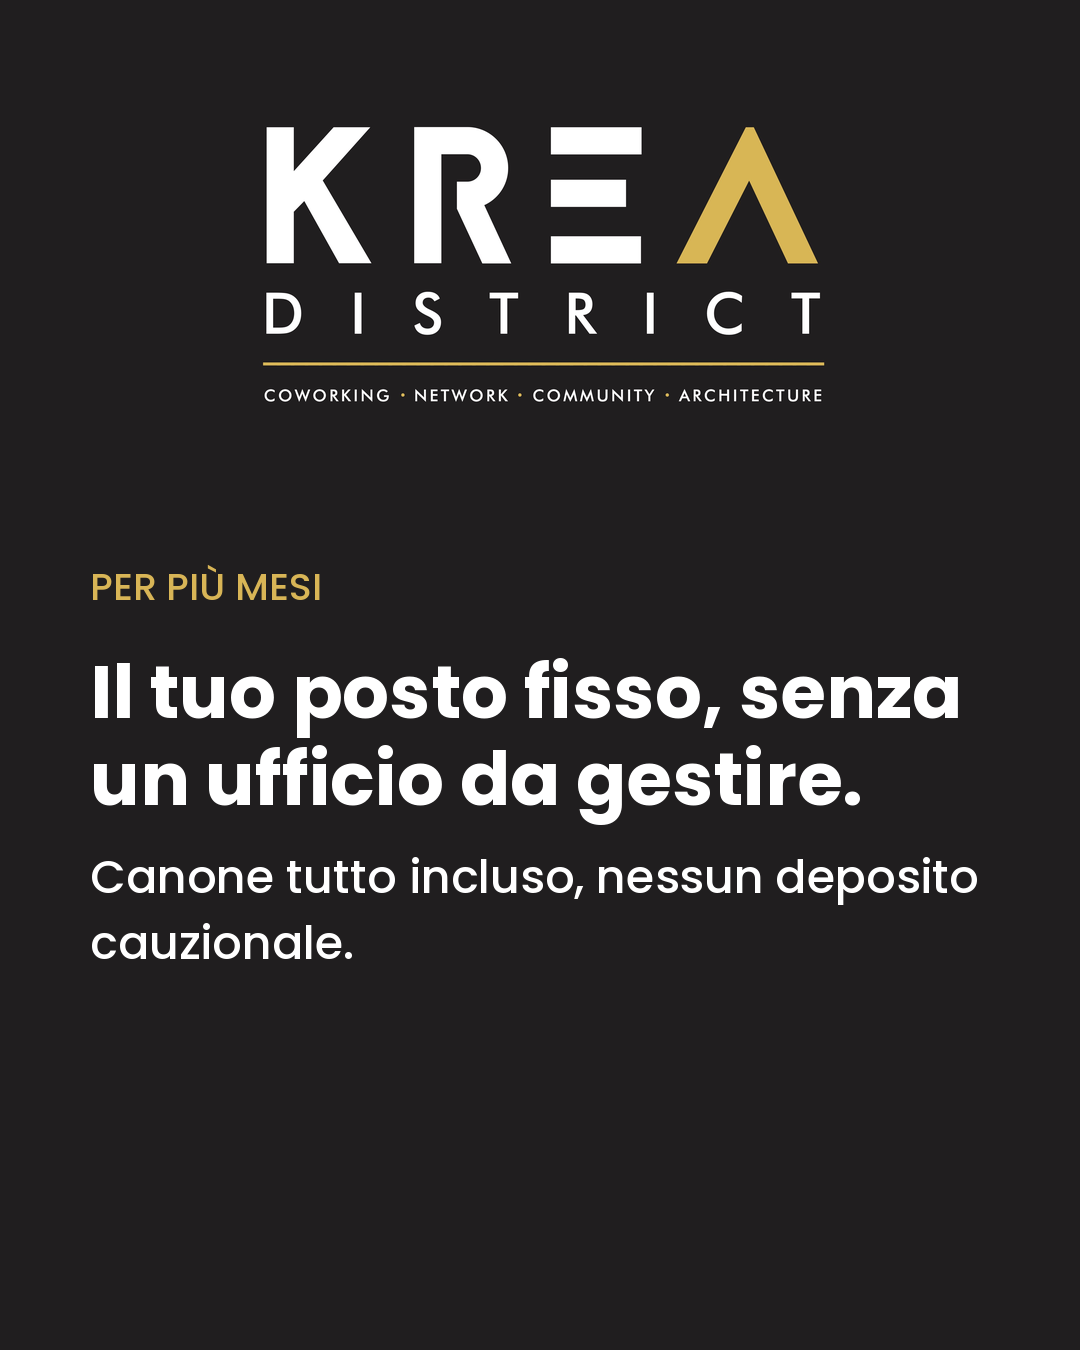 KREA
DISTRICT
COWORKING · NETWORK · COMMUNITY · ARCHITECTURE
PER PIÙ MESI
Il tuo posto fisso, senza
un ufficio da gestire.
Canone tutto incluso, nessun deposito
cauzionale.